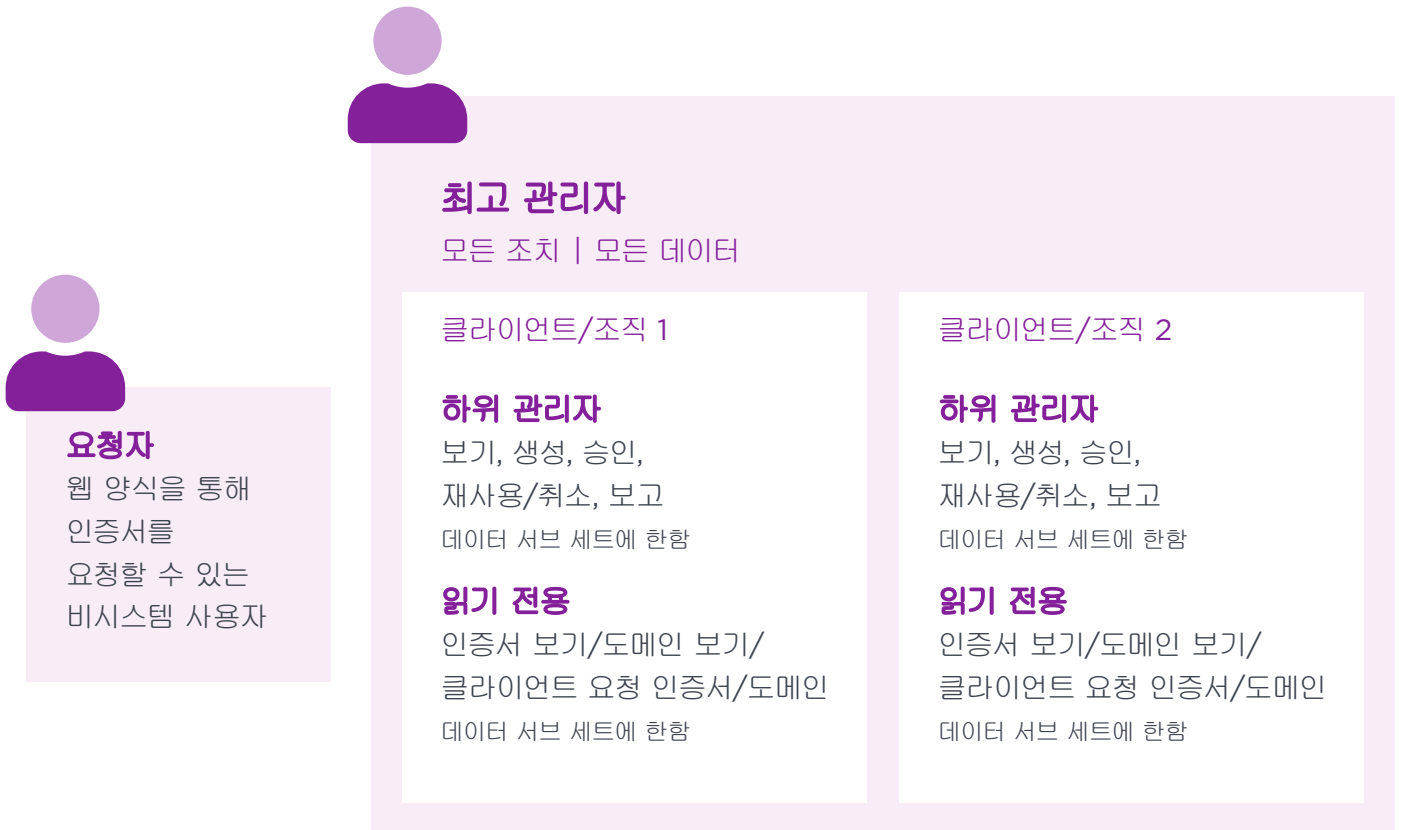 최고 관리자
모든 조치 | 모든 데이터
요청자
웹 양식을 통해
인증서를
요청할 수 있는
비시스템 사용자
클라이언트/조직 1
하위 관리자
보기, 생성, 승인,
재사용/취소, 보고
데이터 서브 세트에 한함
읽기 전용
인증서 보기/도메인 보기/
클라이언트 요청 인증서/도메인
데이터 서브 세트에 한함
클라이언트/조직 2
하위 관리자
보기, 생성, 승인,
재사용/취소, 보고
데이터 서브 세트에 한함
읽기 전용
인증서 보기/도메인 보기/
클라이언트 요청 인증서/도메인
데이터 서브 세트에 한함